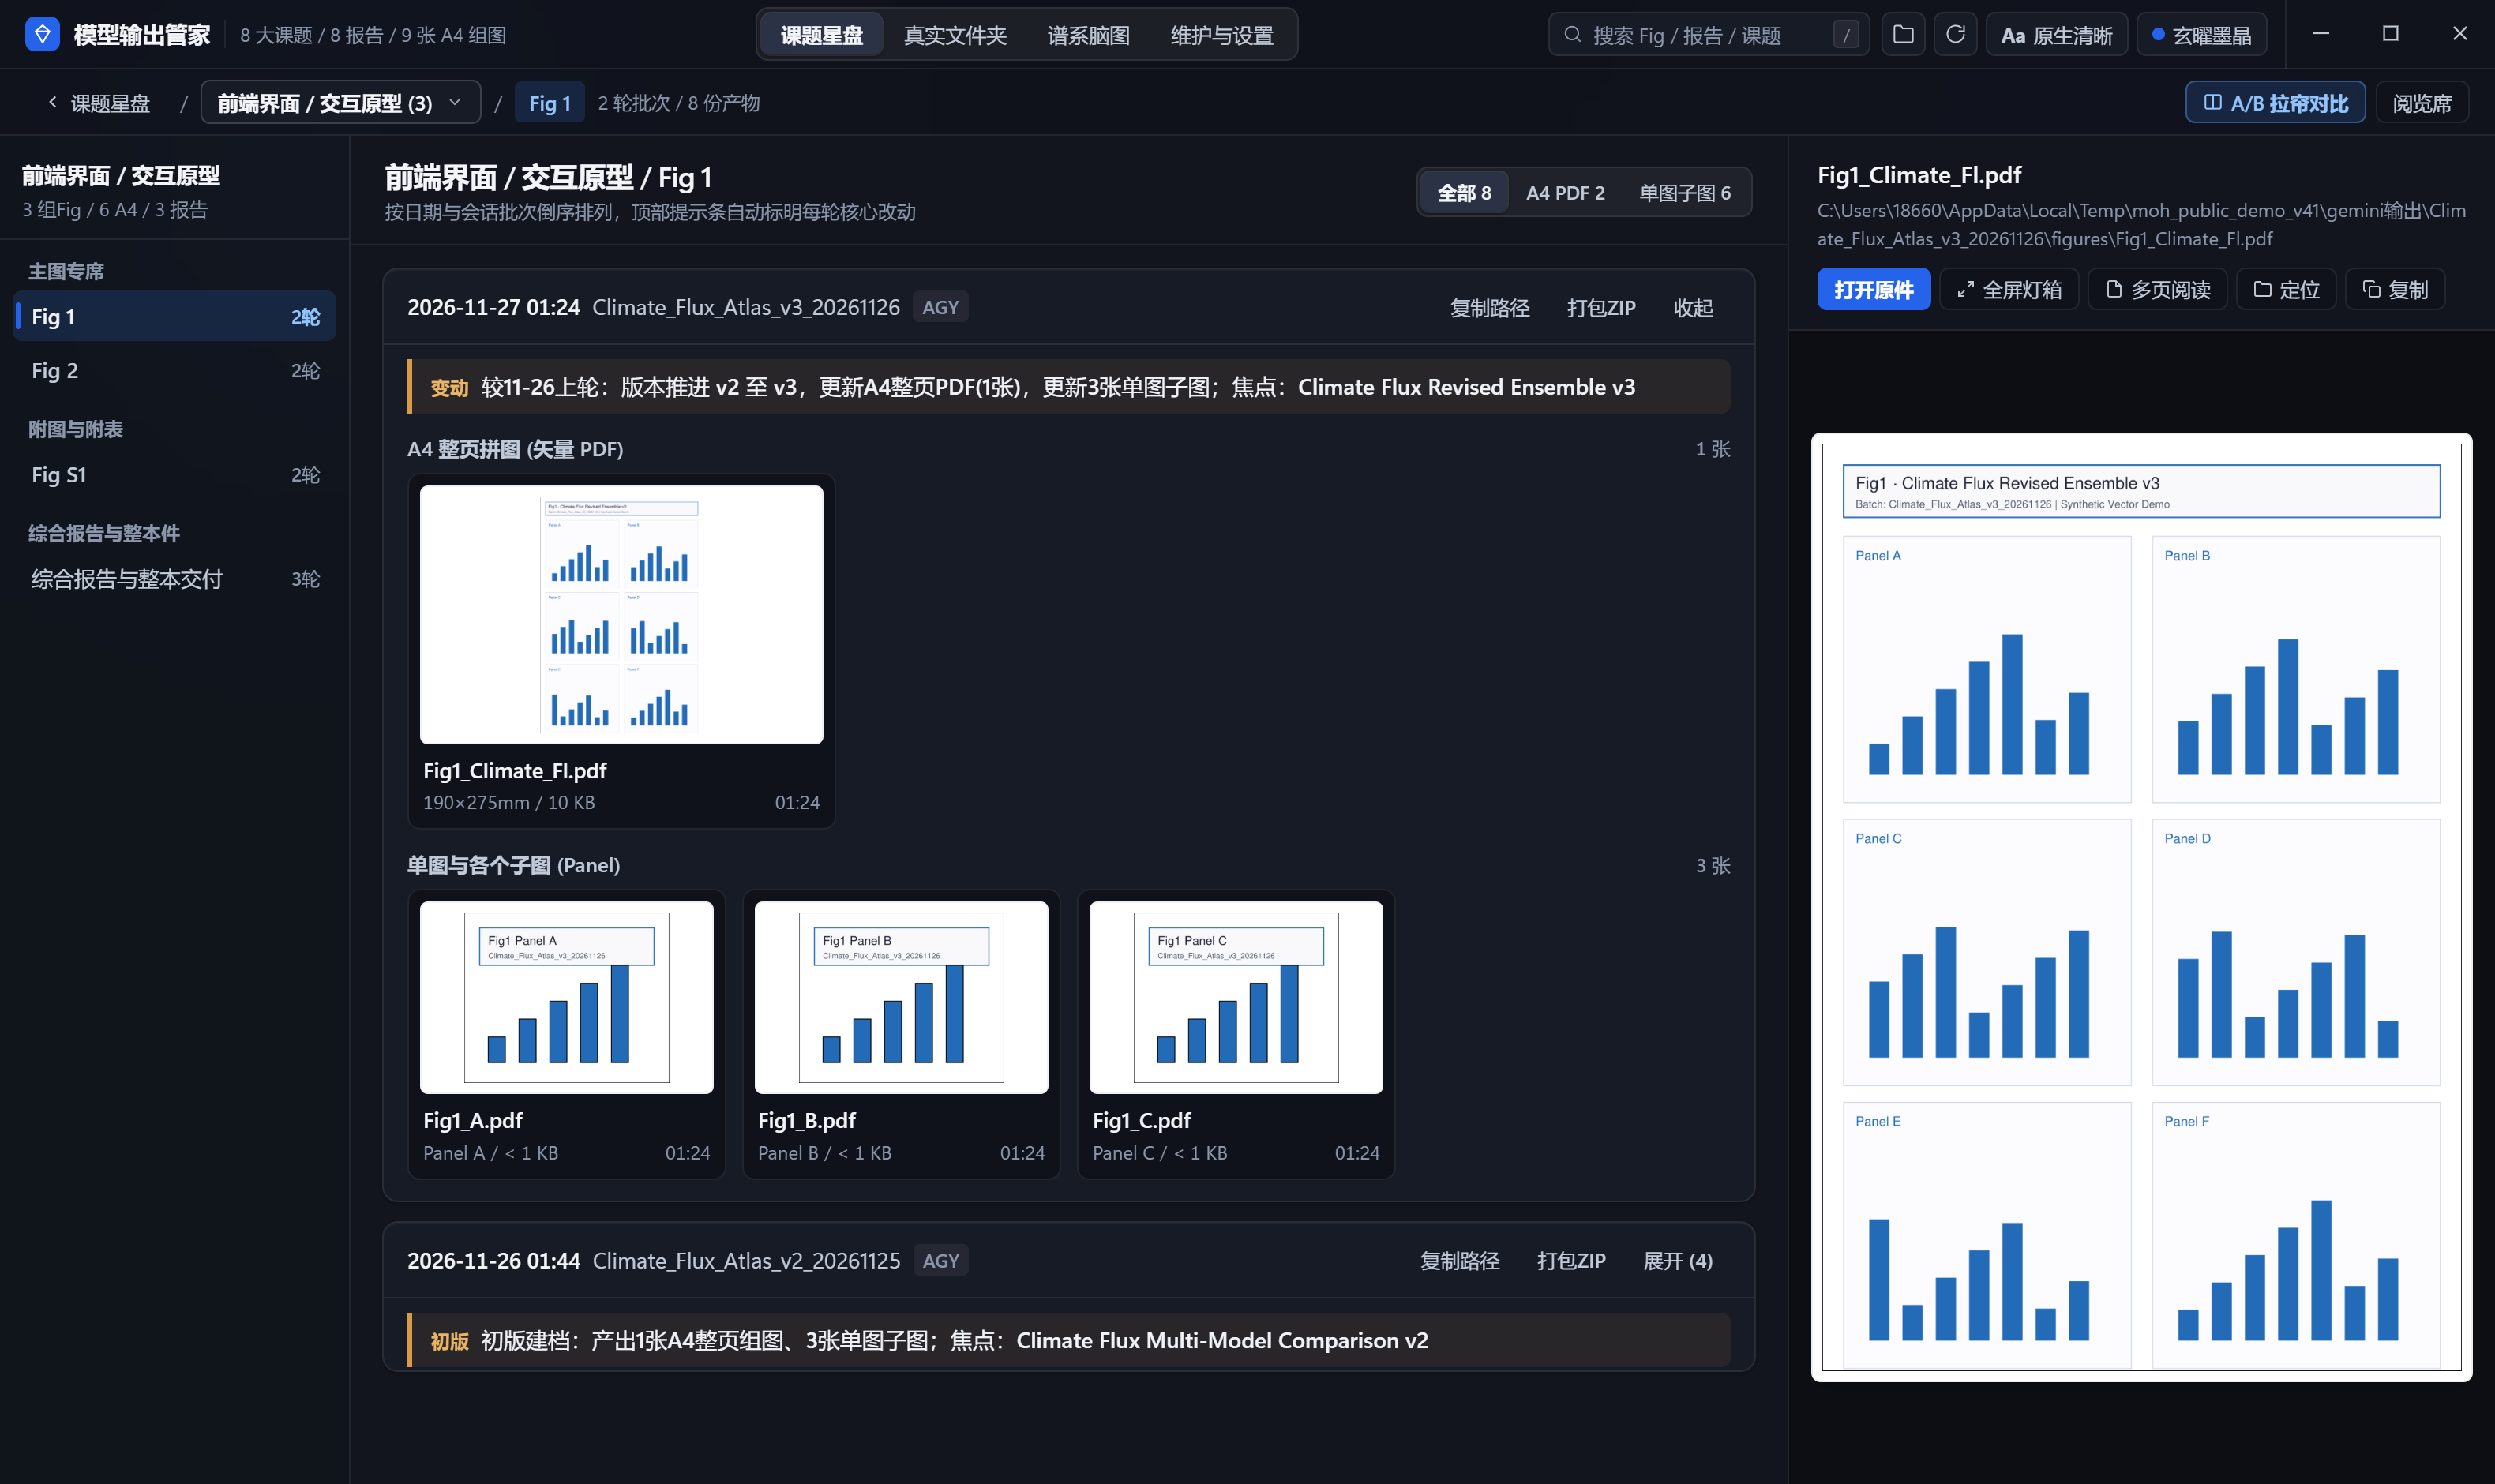 模型输出管家
8 大课题 / 8 报告 / 9 张 A4 组图
课题星盘
真实文件夹
谱系脑图
维护与设置
搜索 Fig / 报告 / 课题
/
Aa 原生清晰
玄曜墨晶
课题星盘
/
前端界面 / 交互原型 (3)
/
Fig 1
2 轮批次 / 8 份产物
A/B 拉帘对比
阅览席
前端界面 / 交互原型
3 组Fig / 6 A4 / 3 报告
主图专席
Fig 1 2轮
Fig 2 2轮
附图与附表
Fig S1 2轮
综合报告与整本件
综合报告与整本交付 3轮
前端界面 / 交互原型 / Fig 1
按日期与会话批次倒序排列，顶部提示条自动标明每轮核心改动
全部 8
A4 PDF 2
单图子图 6
2026-11-27 01:24 Climate_Flux_Atlas_v3_20261126 AGY
复制路径
打包ZIP
收起
变动 较11-26上轮：版本推进 v2 至 v3，更新A4整页PDF(1张)，更新3张单图子图；焦点：Climate Flux Revised Ensemble v3
A4 整页拼图 (矢量 PDF) 1 张
Fig1_Climate_Fl.pdf
190×275mm / 10 KB 01:24
单图与各个子图 (Panel) 3 张
Fig1 Panel A
Climate_Flux_Atlas_v3_20261126
Fig1_A.pdf
Panel A / < 1 KB 01:24
Fig1 Panel B
Climate_Flux_Atlas_v3_20261126
Fig1_B.pdf
Panel B / < 1 KB 01:24
Fig1 Panel C
Climate_Flux_Atlas_v3_20261126
Fig1_C.pdf
Panel C / < 1 KB 01:24
2026-11-26 01:44 Climate_Flux_Atlas_v2_20261125 AGY
复制路径
打包ZIP
展开 (4)
初版 初版建档：产出1张A4整页组图、3张单图子图；焦点：Climate Flux Multi-Model Comparison v2
Fig1_Climate_Fl.pdf
C:\Users\18660\AppData\Local\Temp\moh_public_demo_v41\gemini输出\Clim
ate_Flux_Atlas_v3_20261126\figures\Fig1_Climate_Fl.pdf
打开原件
全屏灯箱
多页阅读
定位
复制
Fig1 · Climate Flux Revised Ensemble v3
Batch: Climate_Flux_Atlas_v3_20261126 | Synthetic Vector Demo
Panel A
Panel B
Panel C
Panel D
Panel E
Panel F